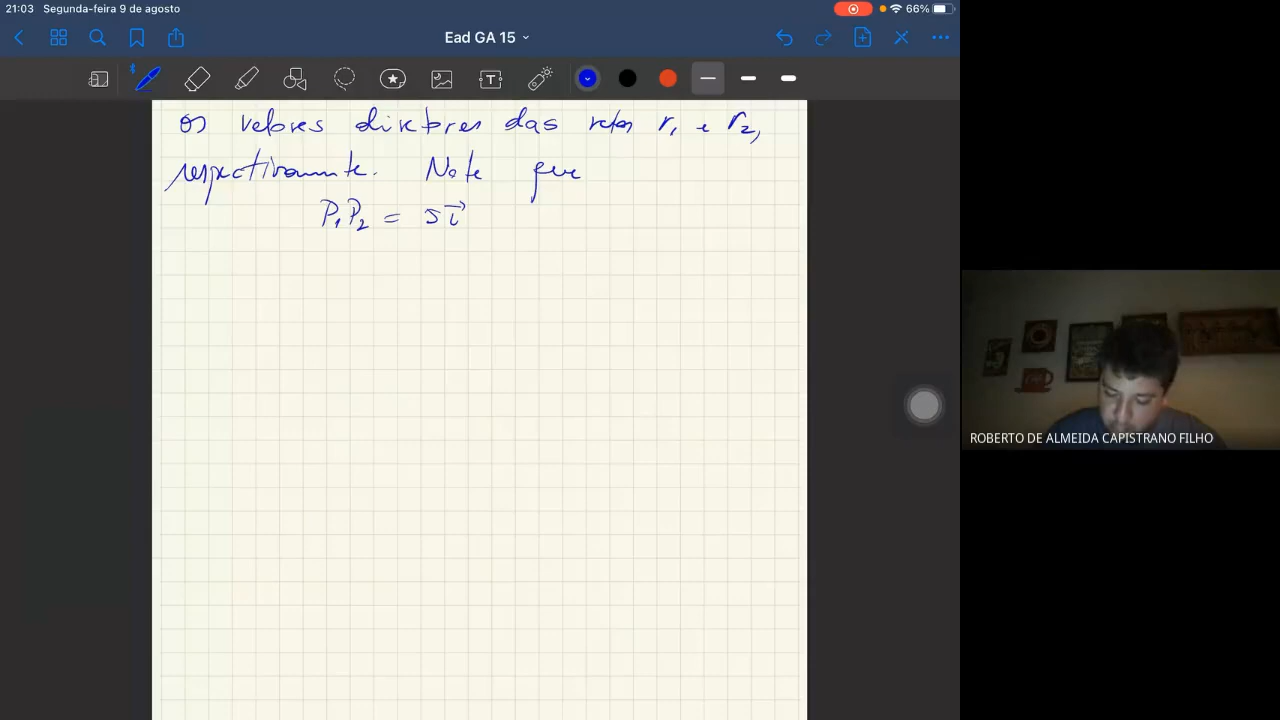 21:03 Segunda-feira 9 de agosto
66%
Ead GA 15
T
os vetores diretores das retas r₁ e r₂,
respectivamente. Note que
P₁P₂ = 5i⃗
ROBERTO DE ALMEIDA CAPISTRANO FILHO